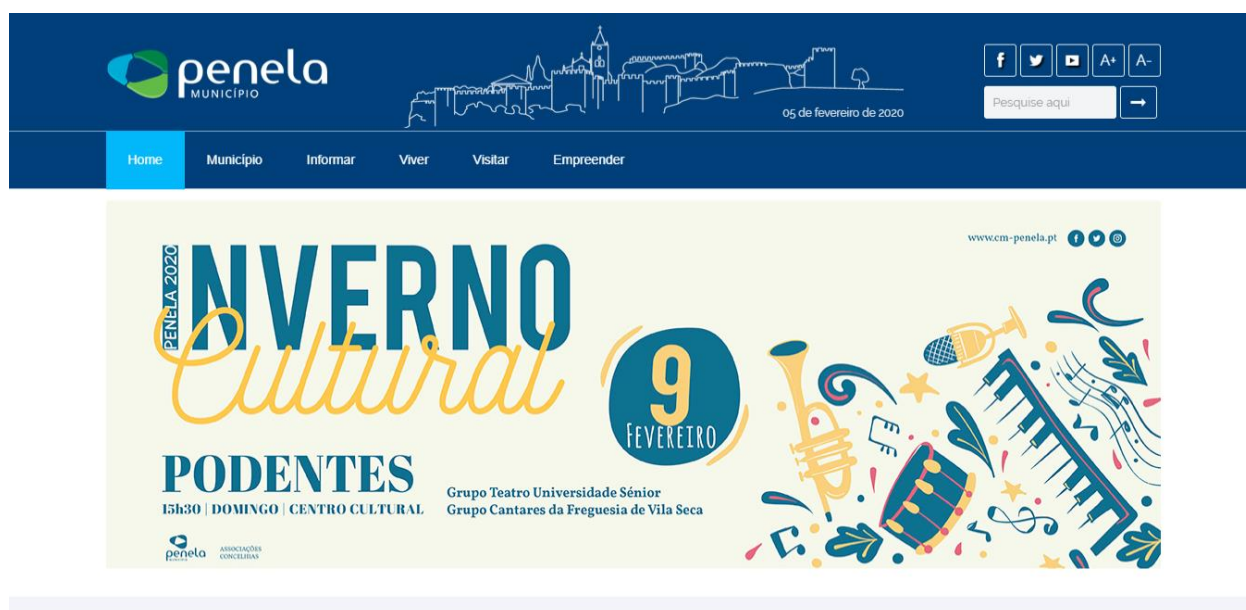 penela
MUNICÍPIO
05 de fevereiro de 2020
f
A+
A-
Pesquise aqui
Home
Município
Informar
Viver
Visitar
Empreender
PENELA 2020
INVERNO
Cultural
www.cm-penela.pt
9
FEVEREIRO
PODENTES
15h30 | DOMINGO | CENTRO CULTURAL
Grupo Teatro Universidade Sénior
Grupo Cantares da Freguesia de Vila Seca
penela
ASSOCIAÇÕES
CONCELHIAS